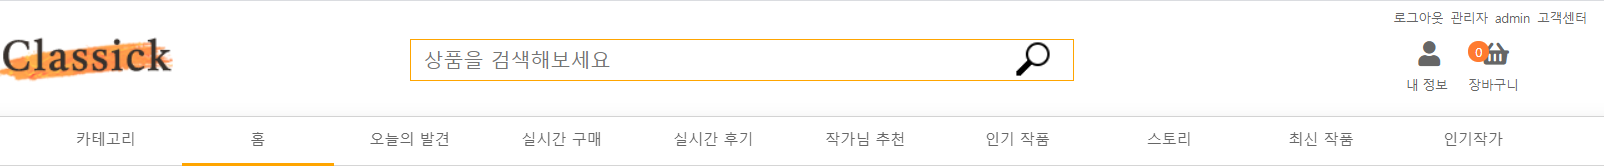 로그아웃 관리자 admin 고객센터
Classick
상품을 검색해보세요
0
내 정보 장바구니
카테고리 홈 오늘의 발견 실시간 구매 실시간 후기 작가님 추천 인기 작품 스토리 최신 작품 인기작가